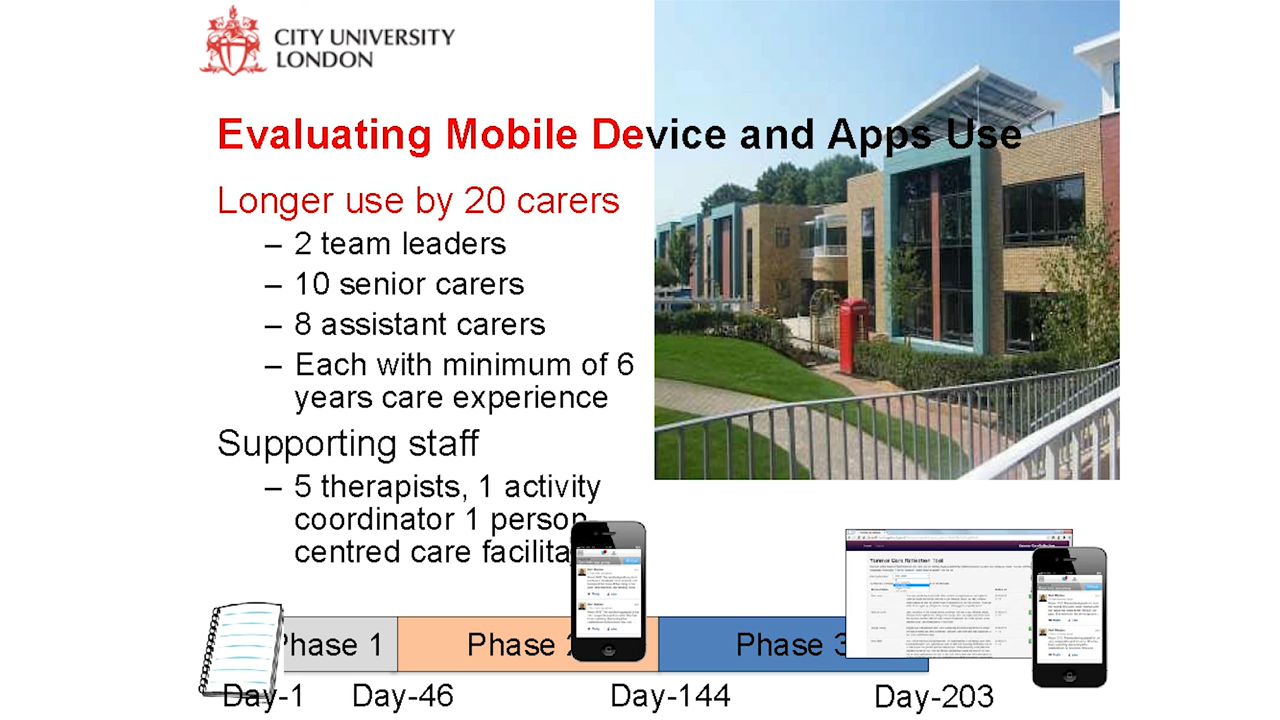 CITY UNIVERSITY
LONDON
Evaluating Mobile Device and Apps Use
Longer use by 20 carers
– 2 team leaders
– 10 senior carers
– 8 assistant carers
– Each with minimum of 6
years care experience
Supporting staff
– 5 therapists, 1 activity
coordinator 1 person
centred care facilita
Phase 1
Phase 2
Phase 3
Day-1
Day-46
Day-144
Day-203